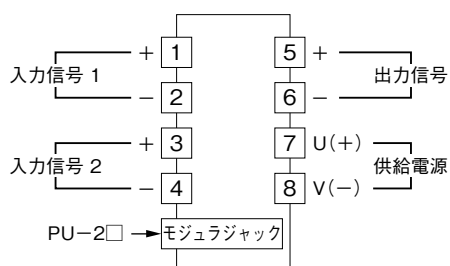 + 1 5 +
入力信号 1 出力信号
− 2 6 −
+ 3 7 U(+)
入力信号 2 供給電源
− 4 8 V(−)
PU−2□ モジュラジャック